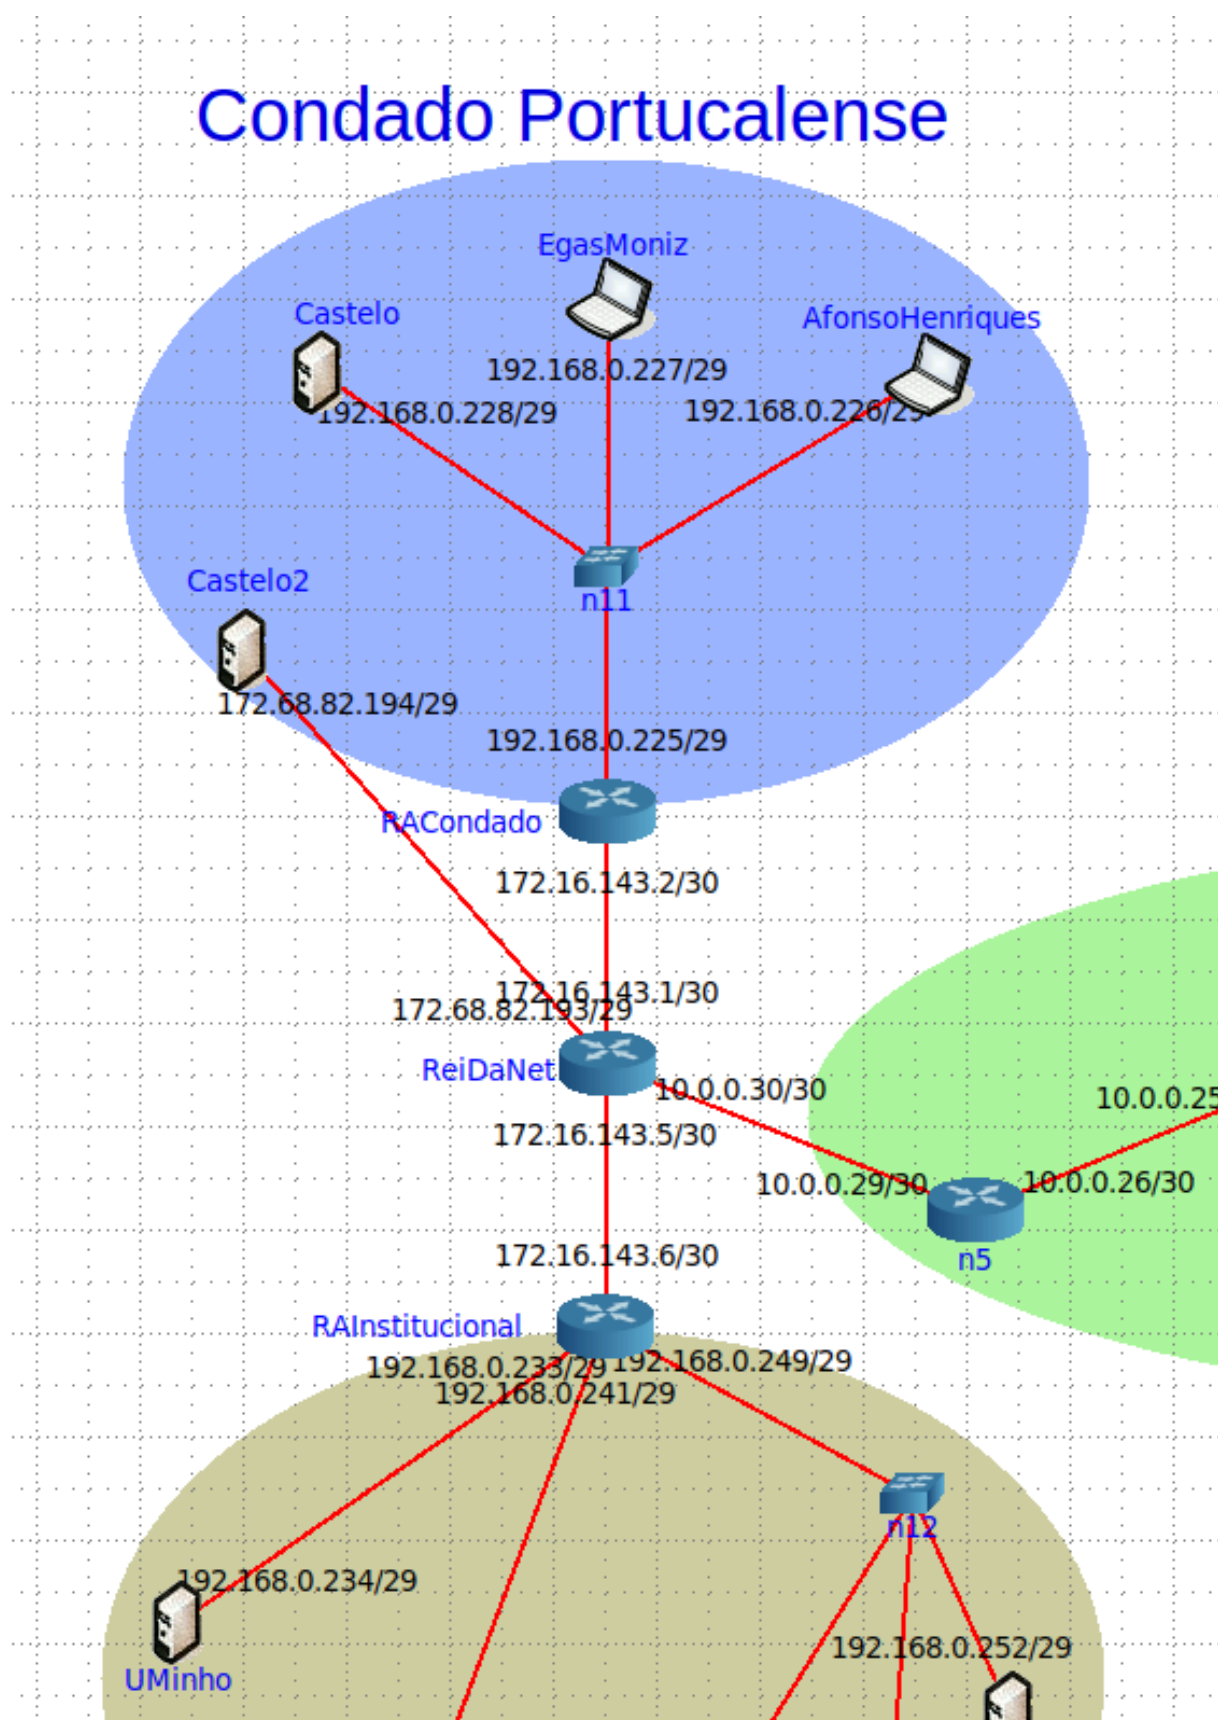 Condado Portucalense
EgasMoniz
Castelo
AfonsoHenriques
192.168.0.227/29
192.168.0.228/29
192.168.0.226/29
Castelo2
n11
172.68.82.194/29
192.168.0.225/29
RACondado
172.16.143.2/30
172.16.143.1/30
172.68.82.193/29
ReiDaNet
10.0.0.30/30
10.0.0.25
172.16.143.5/30
10.0.0.29/30
10.0.0.26/30
172.16.143.6/30
n5
RAInstitucional
192.168.0.233/29
192.168.0.249/29
192.168.0.241/29
n12
192.168.0.234/29
192.168.0.252/29
UMinho